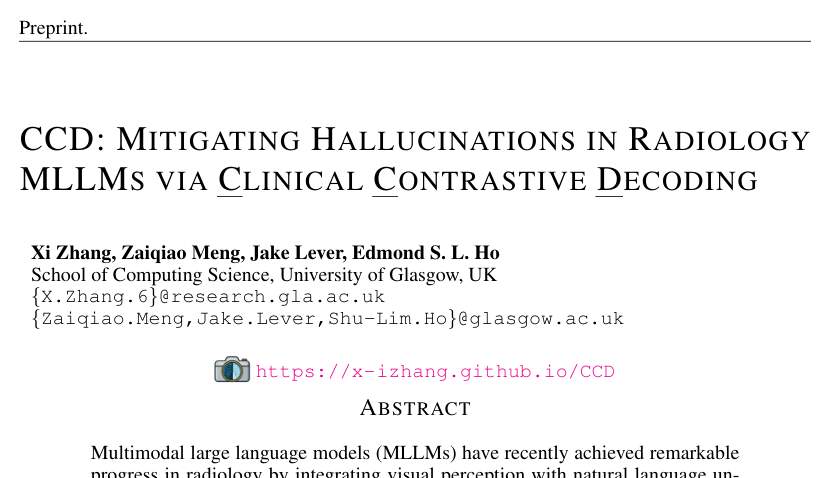 Preprint.
CCD: MITIGATING HALLUCINATIONS IN RADIOLOGY
MLLMS VIA CLINICAL CONTRASTIVE DECODING
Xi Zhang, Zaiqiao Meng, Jake Lever, Edmond S. L. Ho
School of Computing Science, University of Glasgow, UK
{X.Zhang.6}@research.gla.ac.uk
{Zaiqiao.Meng,Jake.Lever,Shu-Lim.Ho}@glasgow.ac.uk
https://x-izhang.github.io/CCD
ABSTRACT
Multimodal large language models (MLLMs) have recently achieved remarkable
progress in radiology by integrating visual perception with natural language un-